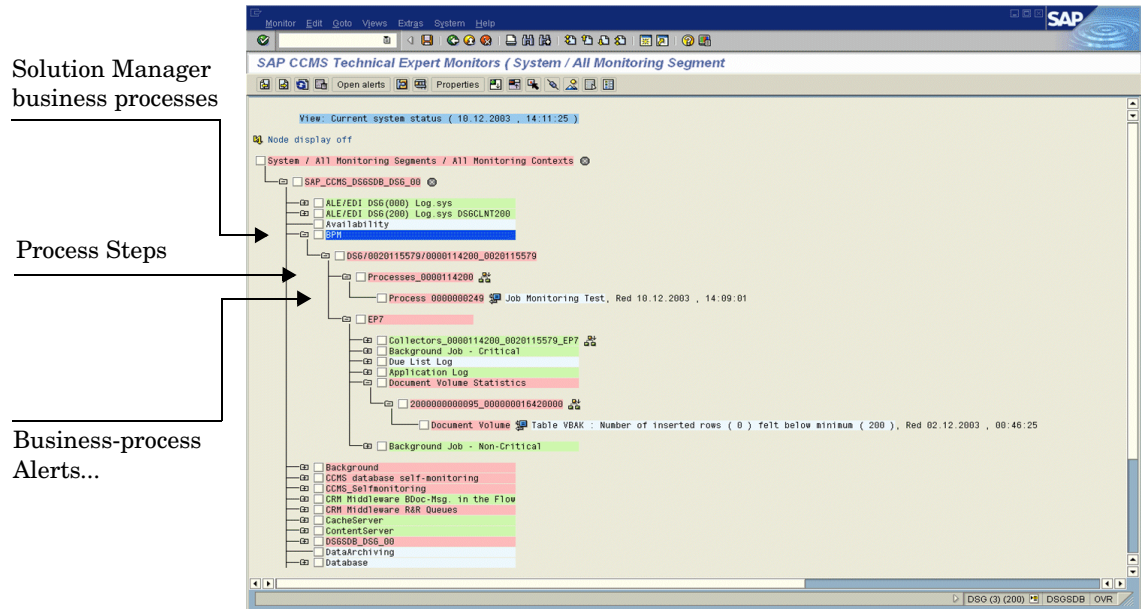 Solution Manager
business processes
Process Steps
Business-process
Alerts...
Monitor Edit Goto Views Extras System Help
SAP
SAP CCMS Technical Expert Monitors ( System / All Monitoring Segment
Open alerts Properties
View: Current system status ( 10.12.2003 , 14:11:25 )
Node display off
System / All Monitoring Segments / All Monitoring Contexts
SAP_CCMS_DSGSDB_DSG_00
ALE/EDI DSG(000) Log.sys
ALE/EDI DSG(200) Log.sys DSGCLNT200
Availability
BPM
DSG/0020115579/0000114200_0020115579
Processes_0000114200
Process 0000000249 Job Monitoring Test, Red 10.12.2003 , 14:09:01
EP7
Collectors_0000114200_0020115579_EP7
Background Job - Critical
Due List Log
Application Log
Document Volume Statistics
2000000000095_000000016420000
Document Volume Table VBAK : Number of inserted rows ( 0 ) felt below minimum ( 200 ), Red 02.12.2003 , 00:46:25
Background Job - Non-Critical
Background
CCMS database self-monitoring
CCMS_Selfmonitoring
CRM Middleware BDoc-Msg. in the Flow
CRM Middleware R&R Queues
CacheServer
ContentServer
DSGSDB_DSG_00
DataArchiving
Database
DSG (3) (200) DSGSDB OVR